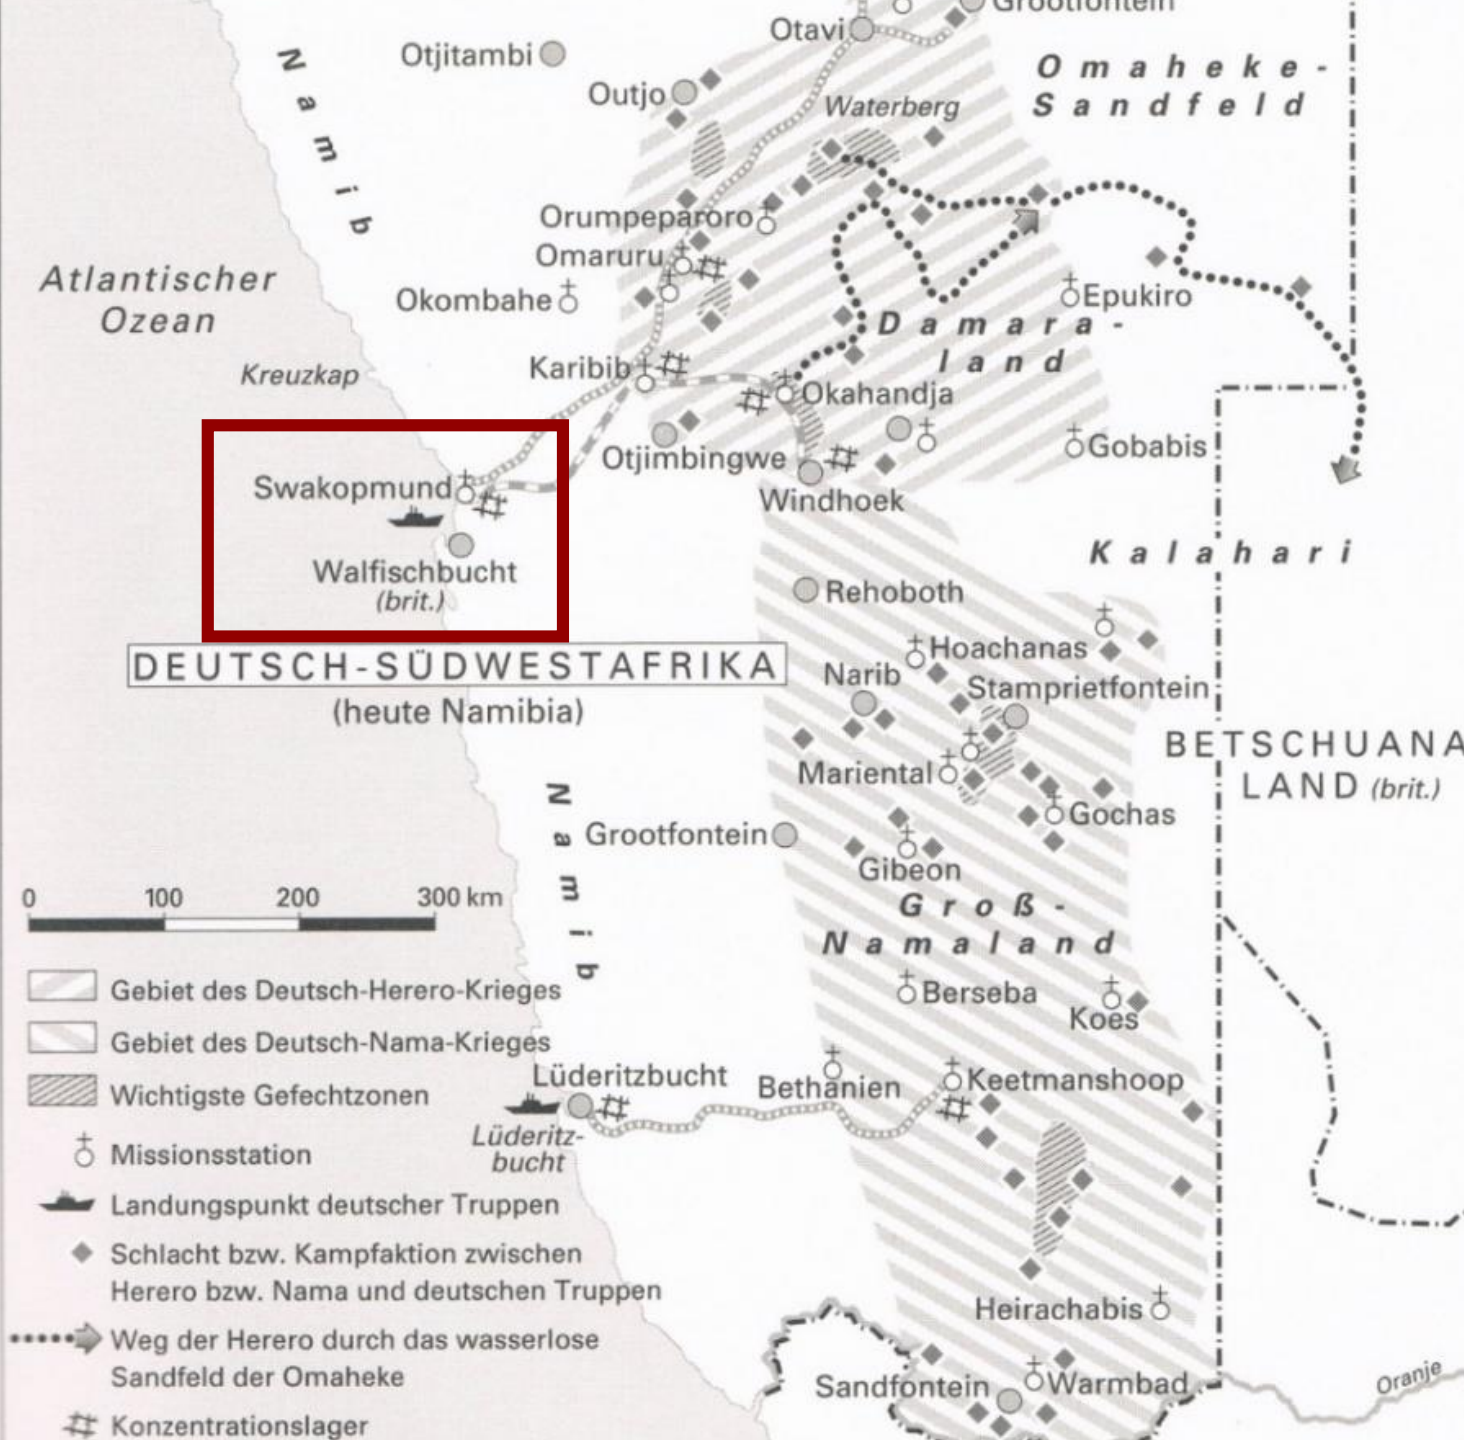 Grootfontein
Otavi
Otjitambi
Outjo
Omaheke-
Sandfeld
Waterberg
Namib
Orumpeparoro
Omaruru
Okombahe
Epukiro
Atlantischer
Ozean
Damara-
land
Kreuzkap
Karibib
Okahandja
Otjimbingwe
Gobabis
Swakopmund
Windhoek
Walfischbucht
(brit.)
Kalahari
Rehoboth
DEUTSCH-SÜDWESTAFRIKA
(heute Namibia)
Hoachanas
Narib
Stamprietfontein
BETSCHUANA
LAND (brit.)
Mariental
Namib
Gochas
Grootfontein
Gibeon
Groß-
Namaland
0 100 200 300 km
Berseba
Koes
Gebiet des Deutsch-Herero-Krieges
Gebiet des Deutsch-Nama-Krieges
Wichtigste Gefechtzonen
Lüderitzbucht
Bethanien
Keetmanshoop
Lüderitz-
bucht
Missionsstation
Landungspunkt deutscher Truppen
Schlacht bzw. Kampfaktion zwischen
Herero bzw. Nama und deutschen Truppen
Heirachabis
Weg der Herero durch das wasserlose
Sandfeld der Omaheke
Sandfontein
Warmbad
Oranje
Konzentrationslager